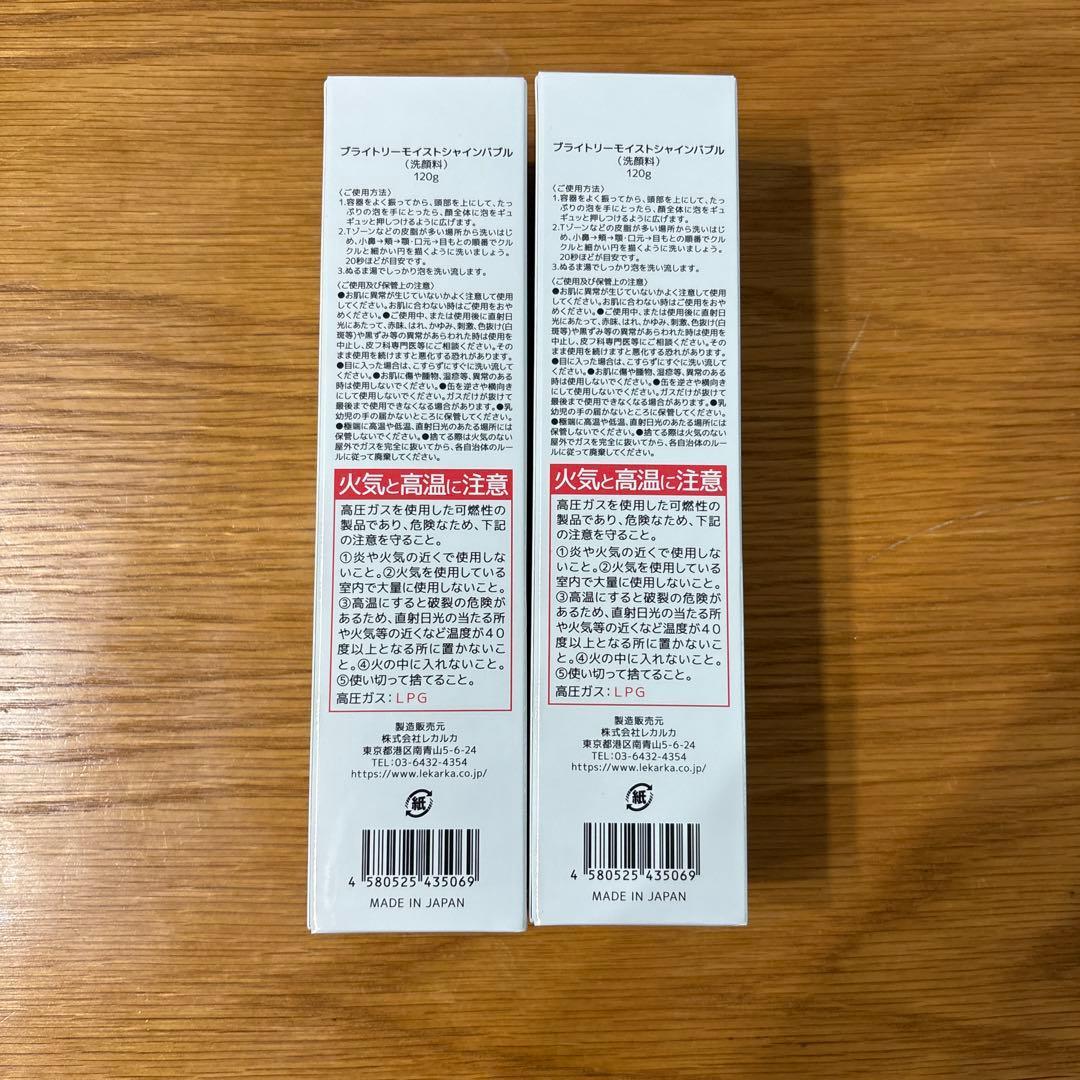 ブライトリーモイストシャインバブル
(洗顔料)
120g
〈ご使用方法〉
1.容器をよく振ってから、頭部を上にして、たっ
ぷりの泡を手にとったら、顔全体に泡をギュ
ギュッと押しつけるように広げます。
2.Tゾーンなどの皮脂が多い場所から洗いはじ
め、小鼻→頬→顎・口元→目もとの順番でクル
クルと細かい円を描くように洗いましょう。
20秒ほどが目安です。
3.ぬるま湯でしっかり泡を洗い流します。
〈ご使用及び保管上の注意〉
●お肌に異常が生じていないかよく注意して使用
してください。お肌に合わない時はご使用をおや
めください。●ご使用中、または使用後に直射日
光にあたって、赤味、はれ、かゆみ、刺激、色抜け(白
斑等)や黒ずみ等の異常があらわれた時は使用を
中止し、皮フ科専門医等にご相談ください。その
まま使用を続けますと悪化する恐れがあります。
●目に入った場合は、こすらずにすぐに洗い流して
ください。●お肌に傷や腫物、湿疹等、異常のある
時は使用しないでください。●缶を逆さや横向き
にして使用しないでください。ガスだけが抜けて
最後まで使用できなくなる場合があります。●乳
幼児の手の届かないところに保管してください。
●極端に高温や低温、直射日光のあたる場所には
保管しないでください。●捨てる際は火気のない
屋外でガスを完全に抜いてから、各自治体のルー
ルに従って廃棄してください。
火気と高温に注意
高圧ガスを使用した可燃性の
製品であり、危険なため、下記
の注意を守ること。
①炎や火気の近くで使用しな
いこと。②火気を使用している
室内で大量に使用しないこと。
③高温にすると破裂の危険が
あるため、直射日光の当たる所
や火気等の近くなど温度が40
度以上となる所に置かないこ
と。④火の中に入れないこと。
⑤使い切って捨てること。
高圧ガス:LPG
製造販売元
株式会社レカルカ
東京都港区南青山5-6-24
TEL:03-6432-4354
https://www.lekarka.co.jp/
紙
4 580525 435069
MADE IN JAPAN
ブライトリーモイストシャインバブル
(洗顔料)
120g
〈ご使用方法〉
1.容器をよく振ってから、頭部を上にして、たっ
ぷりの泡を手にとったら、顔全体に泡をギュ
ギュッと押しつけるように広げます。
2.Tゾーンなどの皮脂が多い場所から洗いはじ
め、小鼻→頬→顎・口元→目もとの順番でクル
クルと細かい円を描くように洗いましょう。
20秒ほどが目安です。
3.ぬるま湯でしっかり泡を洗い流します。
〈ご使用及び保管上の注意〉
●お肌に異常が生じていないかよく注意して使用
してください。お肌に合わない時はご使用をおや
めください。●ご使用中、または使用後に直射日
光にあたって、赤味、はれ、かゆみ、刺激、色抜け(白
斑等)や黒ずみ等の異常があらわれた時は使用を
中止し、皮フ科専門医等にご相談ください。その
まま使用を続けますと悪化する恐れがあります。
●目に入った場合は、こすらずにすぐに洗い流して
ください。●お肌に傷や腫物、湿疹等、異常のある
時は使用しないでください。●缶を逆さや横向き
にして使用しないでください。ガスだけが抜けて
最後まで使用できなくなる場合があります。●乳
幼児の手の届かないところに保管してください。
●極端に高温や低温、直射日光のあたる場所には
保管しないでください。●捨てる際は火気のない
屋外でガスを完全に抜いてから、各自治体のルー
ルに従って廃棄してください。
火気と高温に注意
高圧ガスを使用した可燃性の
製品であり、危険なため、下記
の注意を守ること。
①炎や火気の近くで使用しな
いこと。②火気を使用している
室内で大量に使用しないこと。
③高温にすると破裂の危険が
あるため、直射日光の当たる所
や火気等の近くなど温度が40
度以上となる所に置かないこ
と。④火の中に入れないこと。
⑤使い切って捨てること。
高圧ガス:LPG
製造販売元
株式会社レカルカ
東京都港区南青山5-6-24
TEL:03-6432-4354
https://www.lekarka.co.jp/
紙
4 580525 435069
MADE IN JAPAN